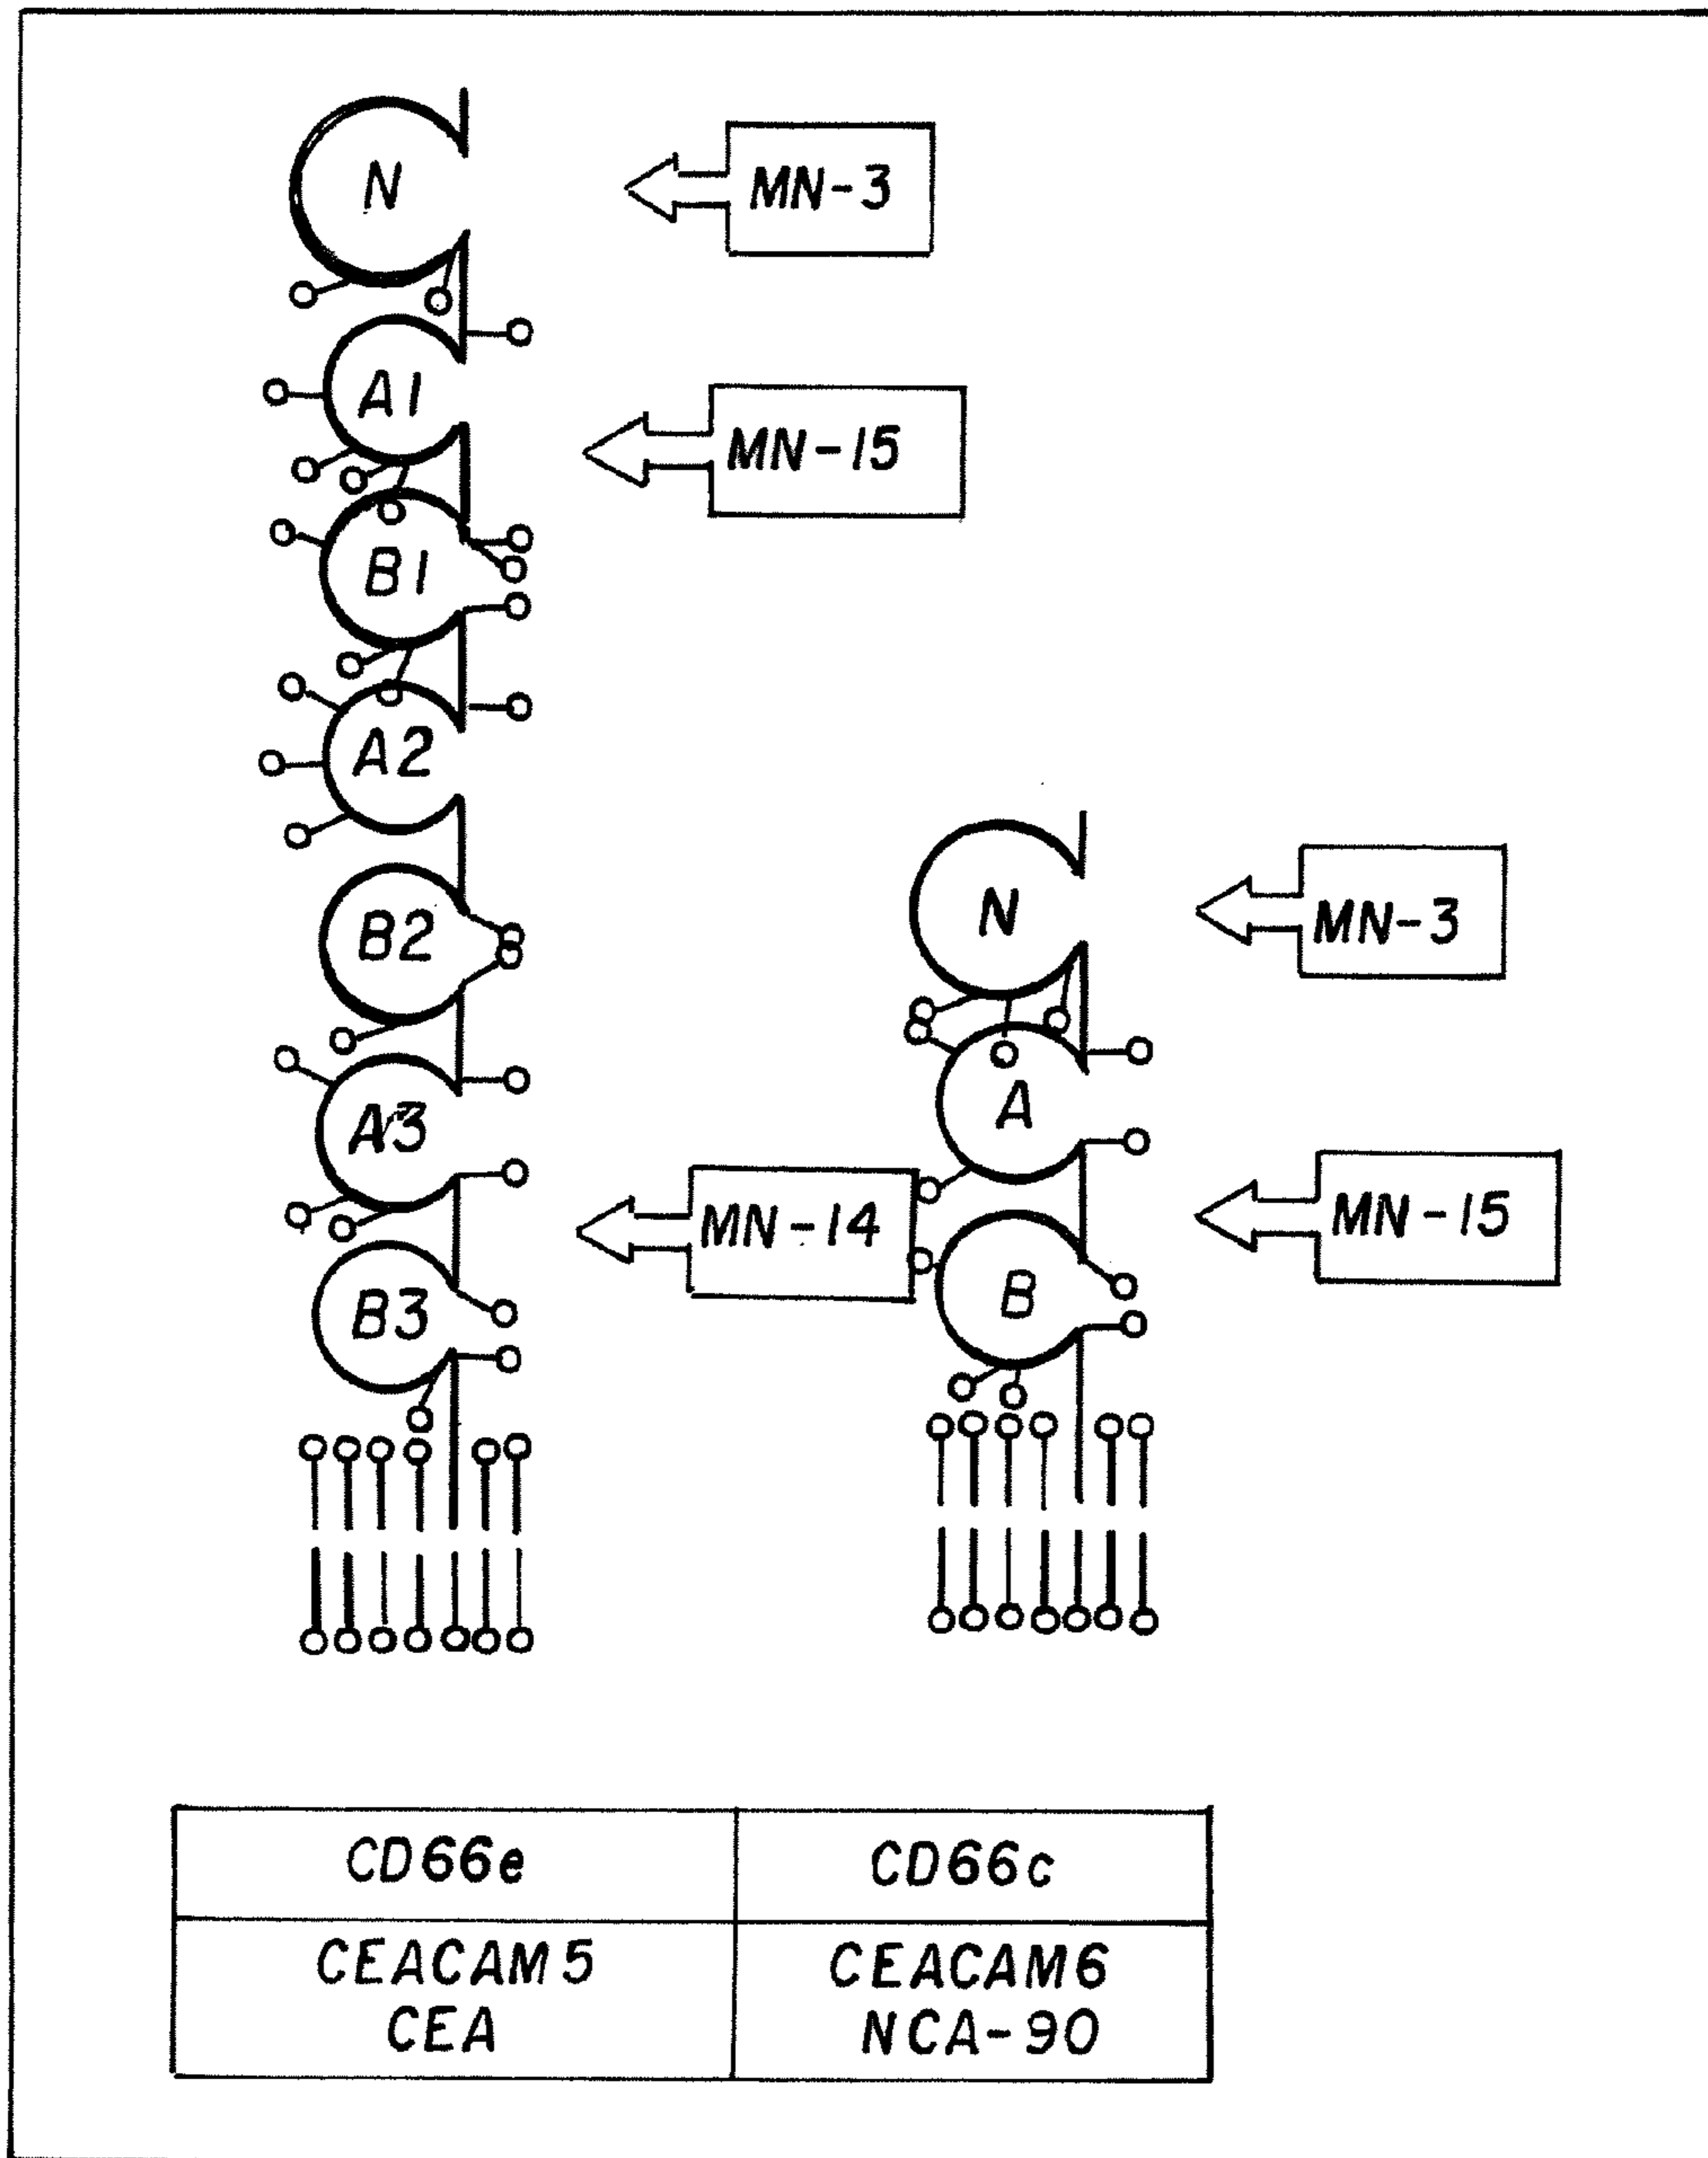 N
MN-3
A1
MN-15
B1
A2
B2
A3
MN-14
B3
N
MN-3
A
MN-15
B
CD66e
CD66c
CEACAM5
CEA
CEACAM6
NCA-90